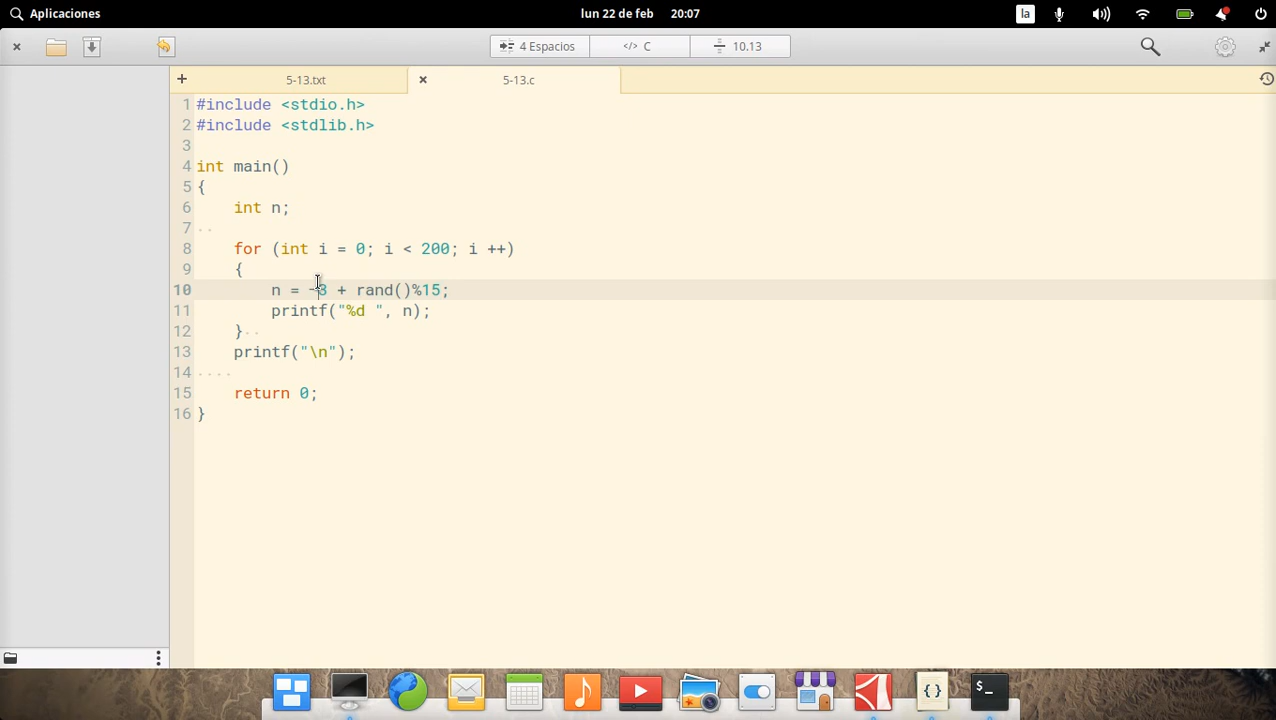 Aplicaciones
lun 22 de feb 20:07
la
4 Espacios
</> C
10.13
5-13.txt
5-13.c
1 #include <stdio.h>
2 #include <stdlib.h>
3
4 int main()
5 {
6 int n;
7
8 for (int i = 0; i < 200; i ++)
9 {
10 n = -3 + rand()%15;
11 printf("%d ", n);
12 }
13 printf("\n");
14
15 return 0;
16 }
{}
$_